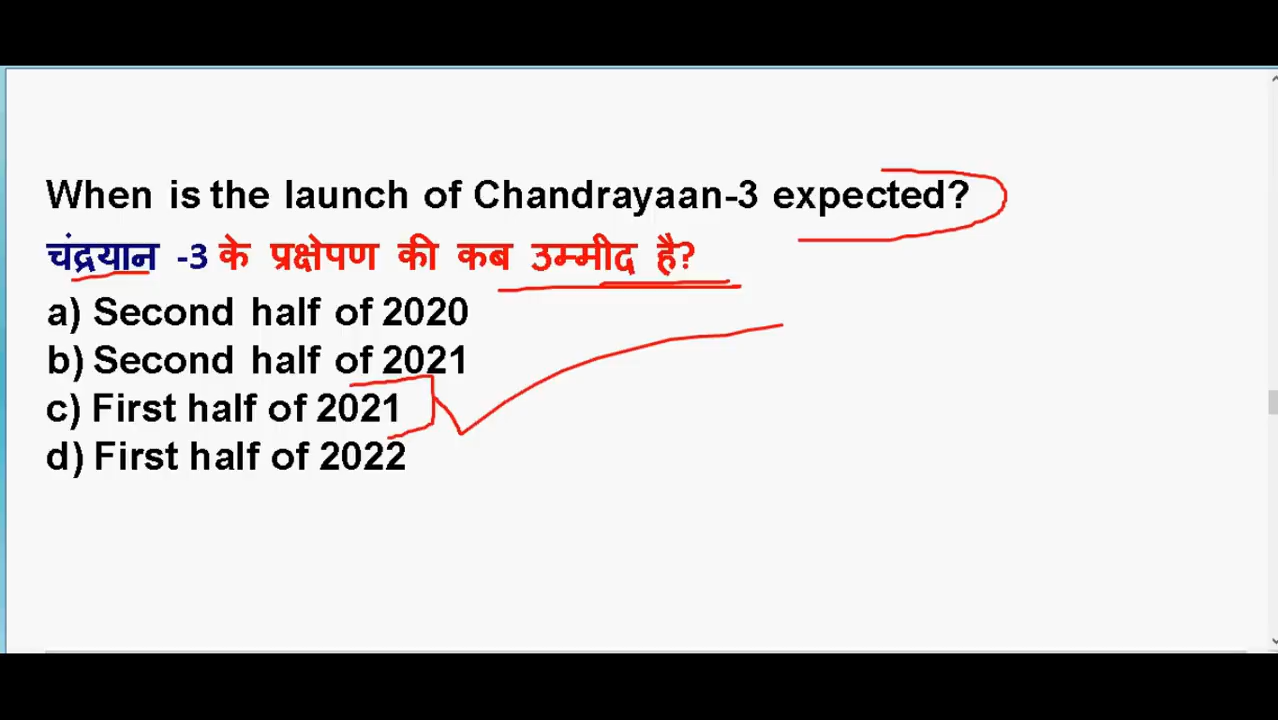 When is the launch of Chandrayaan-3 expected?
चंद्रयान -3 के प्रक्षेपण की कब उम्मीद है?
a) Second half of 2020
b) Second half of 2021
c) First half of 2021
d) First half of 2022